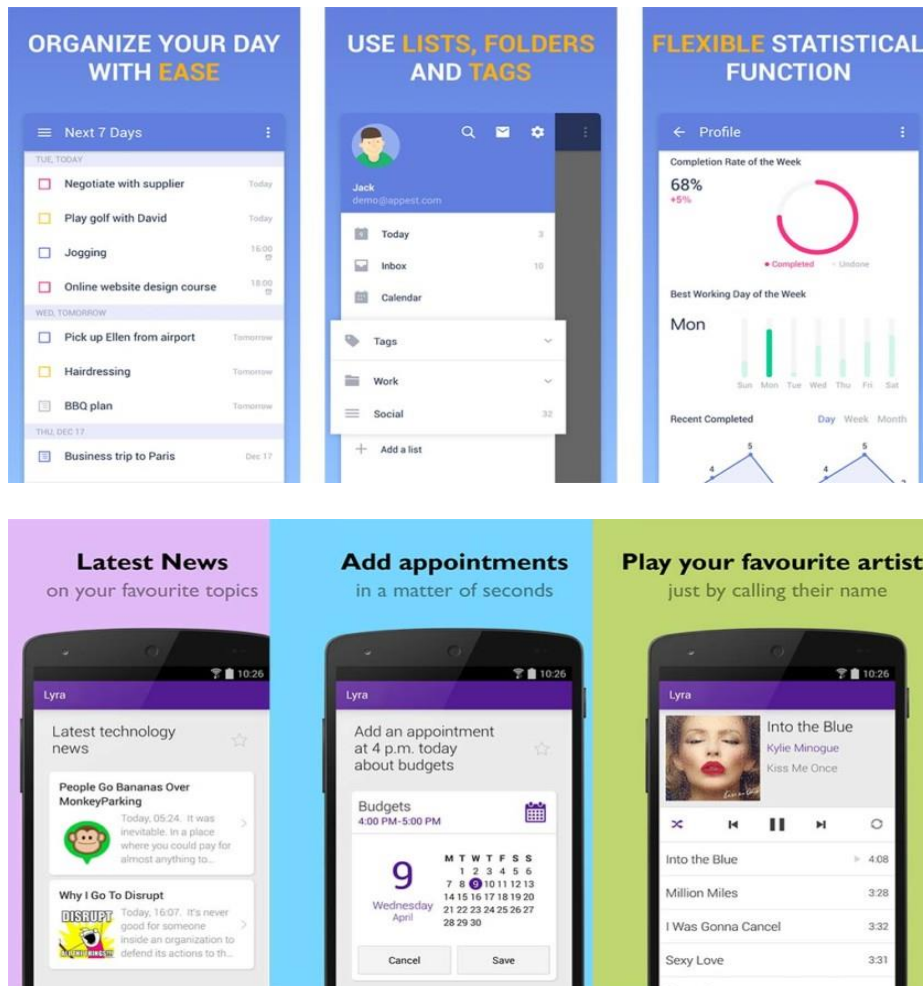 ORGANIZE YOUR DAY
WITH EASE
Next 7 Days
TUE, TODAY
Negotiate with supplier Today
Play golf with David Today
Jogging 16:00
Online website design course 18:00
WED, TOMORROW
Pick up Ellen from airport Tomorrow
Hairdressing Tomorrow
BBQ plan Tomorrow
THU, DEC 17
Business trip to Paris Dec 17
USE LISTS, FOLDERS
AND TAGS
Jack
demo@appest.com
Today 3
Inbox 10
Calendar
Tags
Work
Social 32
Add a list
FLEXIBLE STATISTICAL
FUNCTION
Profile
Completion Rate of the Week
68%
+5%
Completed Undone
Best Working Day of the Week
Mon
Sun Mon Tue Wed Thu Fri Sat
Recent Completed Day Week Month
5 5
4 4
Latest News
on your favourite topics
10:26
Lyra
Latest technology
news
People Go Bananas Over
MonkeyParking
Today, 05:24. It was
inevitable. In a place
where you could pay for
almost anything to...
Why I Go To Disrupt
DISRUPT
Today, 16:07. It's never
good for someone
inside an organization to
defend its actions to th...
Add appointments
in a matter of seconds
10:26
Lyra
Add an appointment
at 4 p.m. today
about budgets
Budgets
4:00 PM-5:00 PM
9
Wednesday
April
M T W T F S S
1 2 3 4 5 6
7 8 9 10 11 12 13
14 15 16 17 18 19 20
21 22 23 24 25 26 27
28 29 30
Cancel Save
Play your favourite artist
just by calling their name
10:26
Lyra
Into the Blue
Kylie Minogue
Kiss Me Once
Into the Blue 4:08
Million Miles 3:28
I Was Gonna Cancel 3:32
Sexy Love 3:31